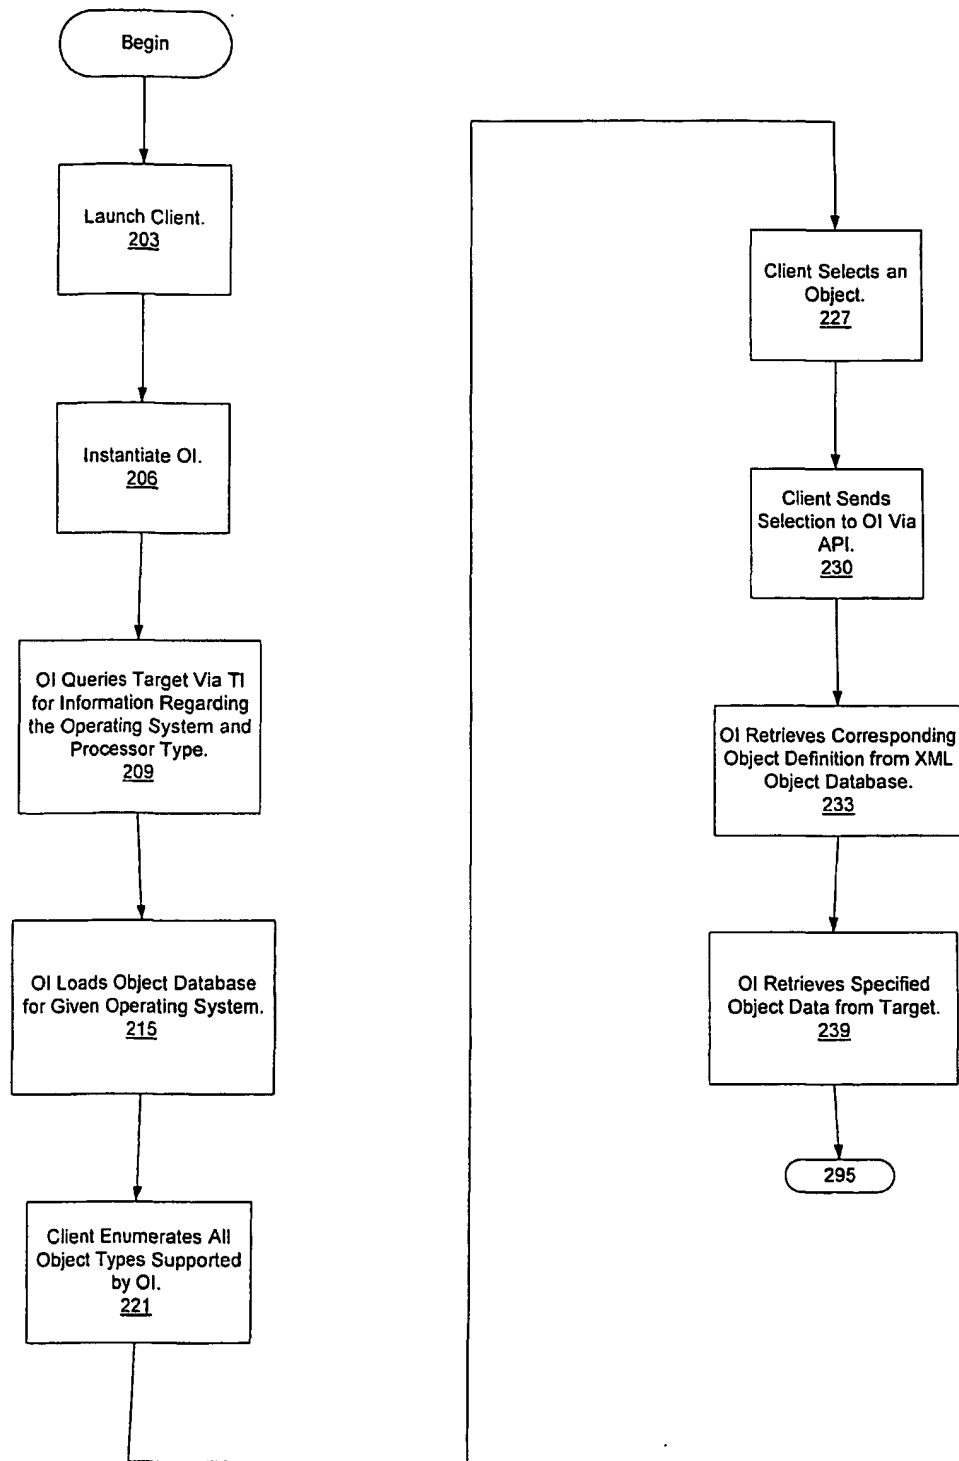 Begin
Launch Client.
203
Instantiate OI.
206
OI Queries Target Via TI
for Information Regarding
the Operating System and
Processor Type.
209
OI Loads Object Database
for Given Operating System.
215
Client Enumerates All
Object Types Supported
by OI.
221
Client Selects an
Object.
227
Client Sends
Selection to OI Via
API.
230
OI Retrieves Corresponding
Object Definition from XML
Object Database.
233
OI Retrieves Specified
Object Data from Target.
239
295